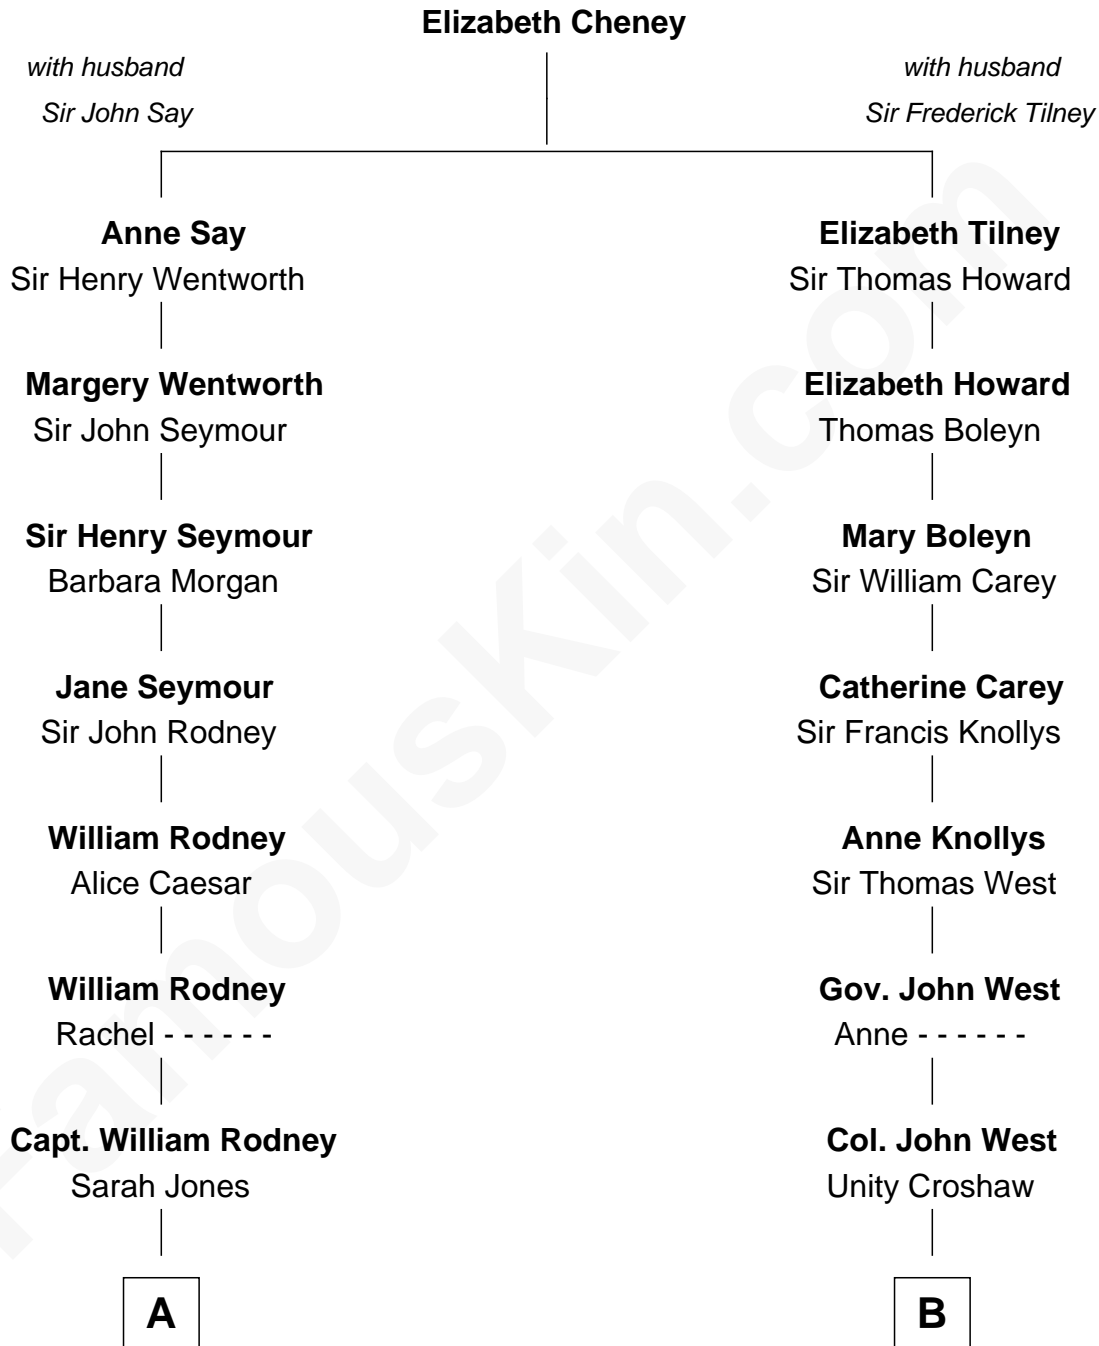 Elizabeth Cheney
with husband
Sir John Say
with husband
Sir Frederick Tilney
Anne Say
Sir Henry Wentworth
Elizabeth Tilney
Sir Thomas Howard
Margery Wentworth
Sir John Seymour
Elizabeth Howard
Thomas Boleyn
Sir Henry Seymour
Barbara Morgan
Mary Boleyn
Sir William Carey
Jane Seymour
Sir John Rodney
Catherine Carey
Sir Francis Knollys
William Rodney
Alice Caesar
Anne Knollys
Sir Thomas West
William Rodney
Rachel - - - - - -
Gov. John West
Anne - - - - - -
Capt. William Rodney
Sarah Jones
Col. John West
Unity Croshaw
A
B
FamousKin.com